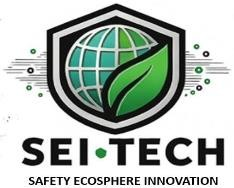 SEI•TECH
SAFETY ECOSPHERE INNOVATION